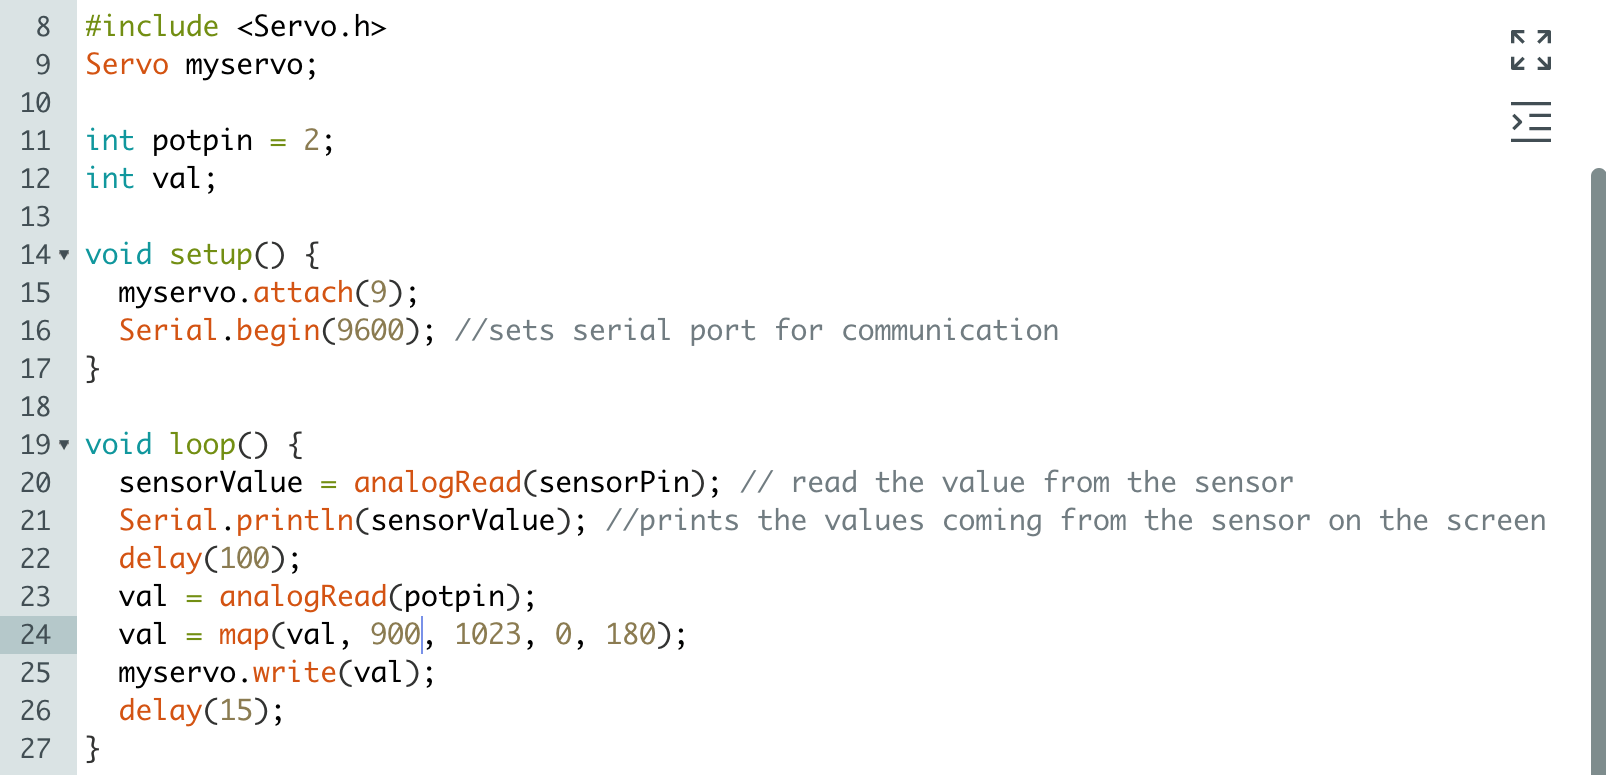 8 #include <Servo.h>
9 Servo myservo;
10
11 int potpin = 2;
12 int val;
13
14 void setup() {
15   myservo.attach(9);
16   Serial.begin(9600); //sets serial port for communication
17 }
18
19 void loop() {
20   sensorValue = analogRead(sensorPin); // read the value from the sensor
21   Serial.println(sensorValue); //prints the values coming from the sensor on the screen
22   delay(100);
23   val = analogRead(potpin);
24   val = map(val, 900, 1023, 0, 180);
25   myservo.write(val);
26   delay(15);
27 }